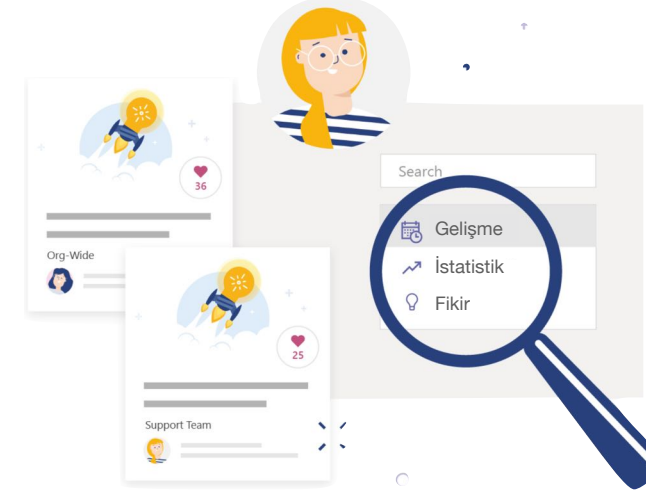 36
Org-Wide
25
Support Team
Search
Gelişme
İstatistik
Fikir